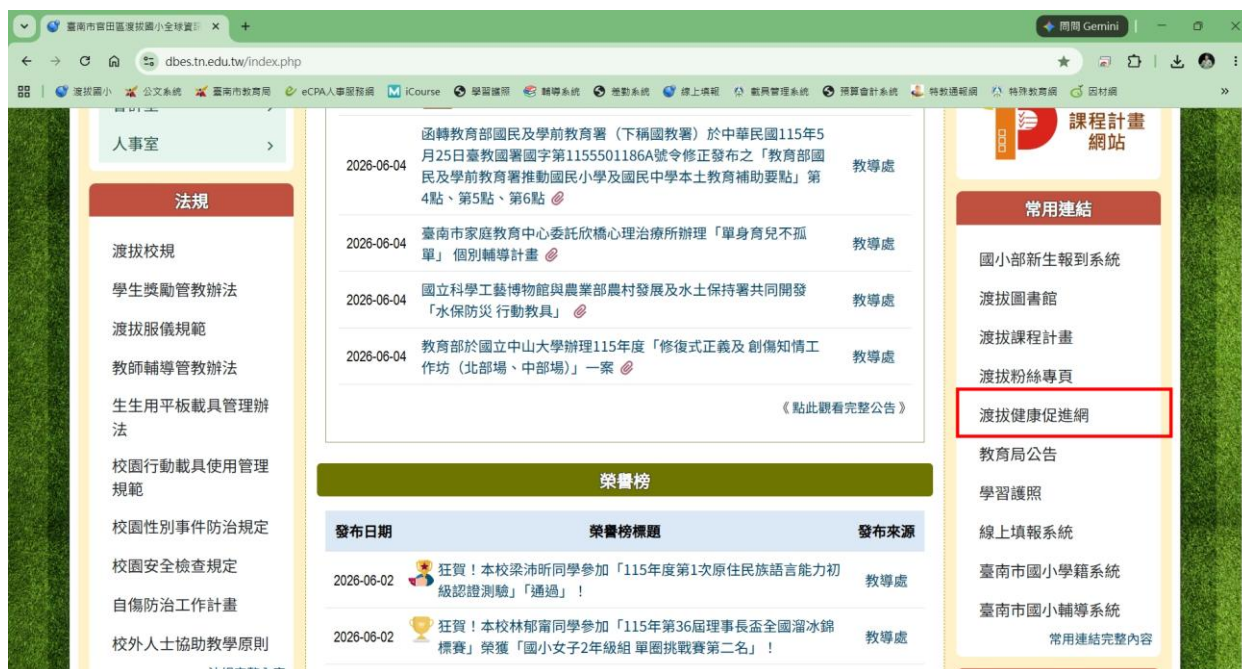 臺南市官田區渡拔國小全球資訊
問問 Gemini
dbes.tn.edu.tw/index.php
渡拔國小
公文系統
臺南市教育局
eCPA人事服務網
iCourse
學習護照
輔導系統
差勤系統
線上填報
載具管理系統
預算會計系統
特教通報網
特殊教育網
因材網
»
人事室
法規
渡拔校規
學生獎勵管教辦法
渡拔服儀規範
教師輔導管教辦法
生生用平板載具管理辦
法
校園行動載具使用管理
規範
校園性別事件防治規定
校園安全檢查規定
自傷防治工作計畫
校外人士協助教學原則
2026-06-04
函轉教育部國民及學前教育署（下稱國教署）於中華民國115年5
月25日臺教國署國字第1155501186A號令修正發布之「教育部國
民及學前教育署推動國民小學及國民中學本土教育補助要點」第
4點、第5點、第6點
教導處
2026-06-04
臺南市家庭教育中心委託欣橋心理治療所辦理「單身育兒不孤
單」 個別輔導計畫
教導處
2026-06-04
國立科學工藝博物館與農業部農村發展及水土保持署共同開發
「水保防災 行動教具」
教導處
2026-06-04
教育部於國立中山大學辦理115年度「修復式正義及 創傷知情工
作坊（北部場、中部場）」一案
教導處
《 點此觀看完整公告 》
榮譽榜
發布日期 榮譽榜標題 發布來源
2026-06-02
狂賀！本校梁沛昕同學參加「115年度第1次原住民族語言能力初
級認證測驗」「通過」！
教導處
2026-06-02
狂賀！本校林郁甯同學參加「115年第36屆理事長盃全國溜冰錦
標賽」榮獲「國小女子2年級組 單圈挑戰賽第二名」！
教導處
課程計畫
網站
常用連結
國小部新生報到系統
渡拔圖書館
渡拔課程計畫
渡拔粉絲專頁
渡拔健康促進網
教育局公告
學習護照
線上填報系統
臺南市國小學籍系統
臺南市國小輔導系統
常用連結完整內容